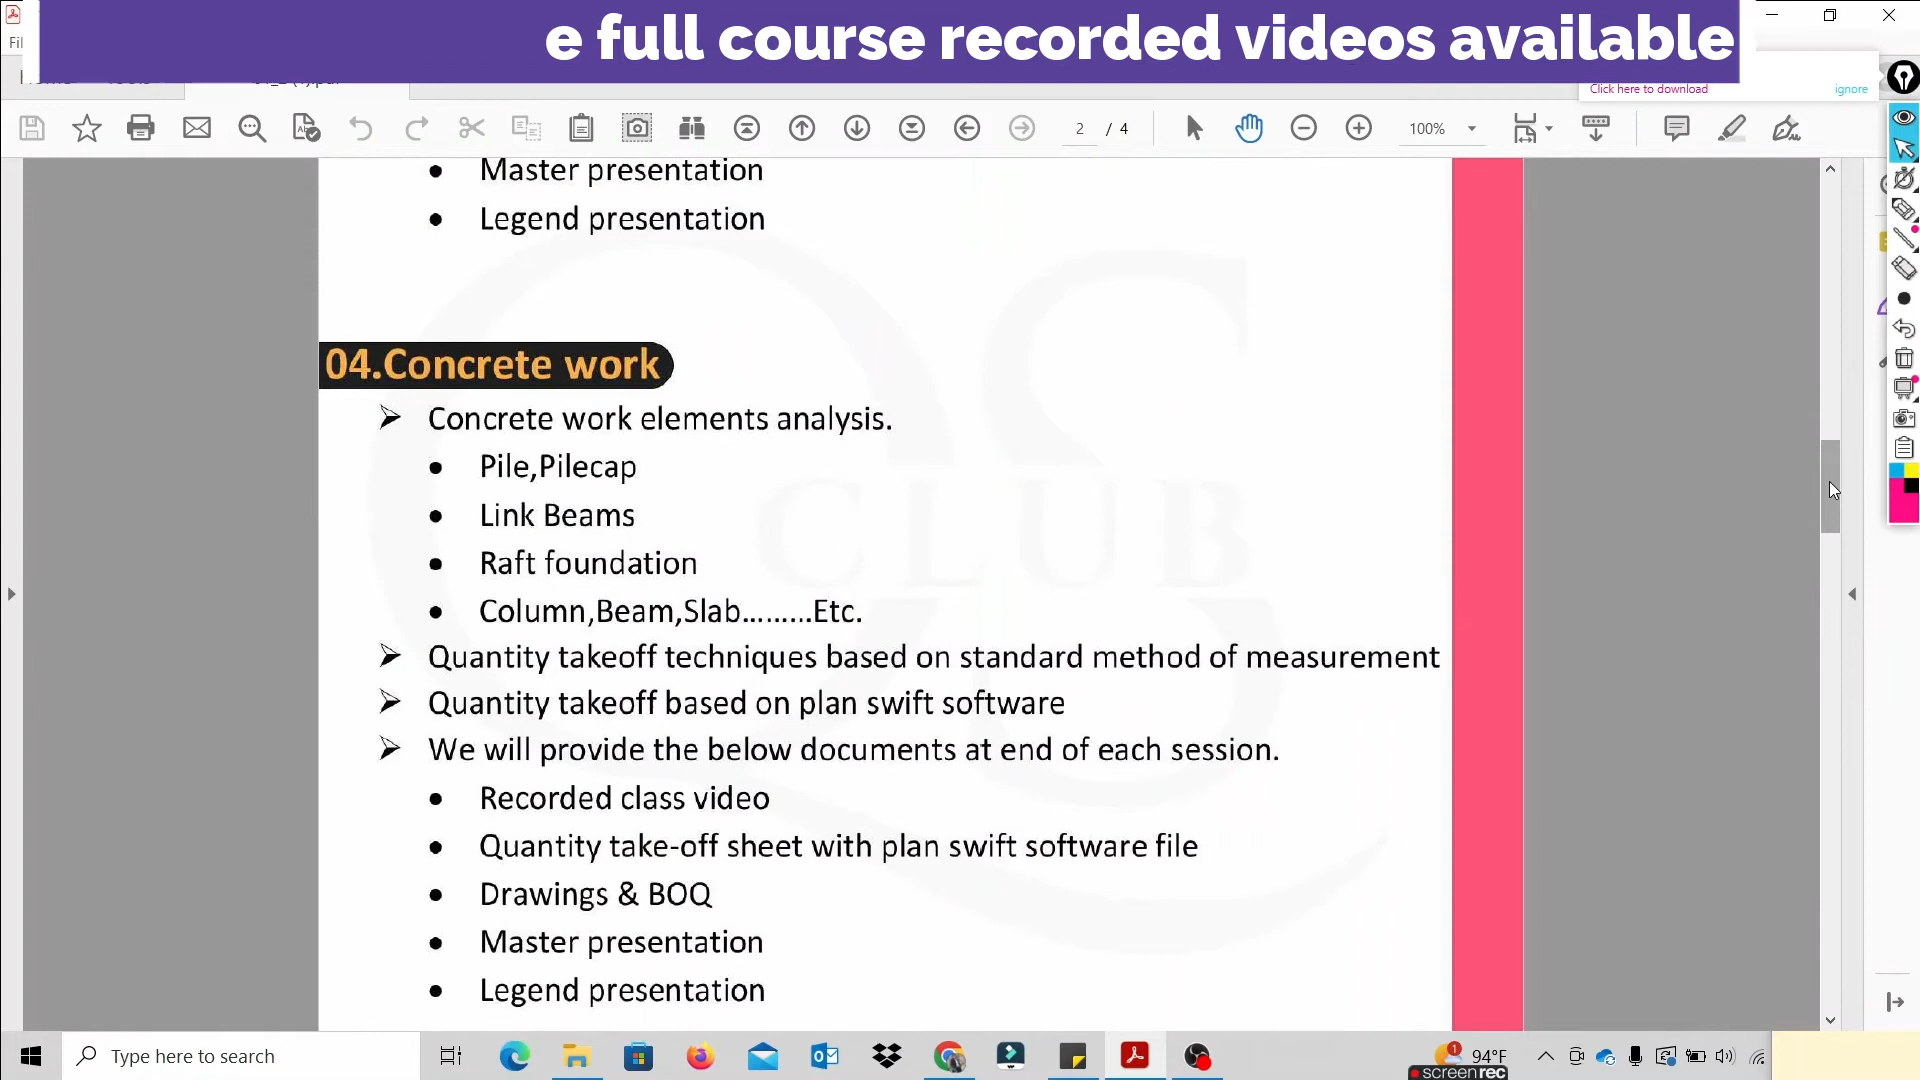 e full course recorded videos available
Click here to download
ignore
2 / 4
100%
Master presentation
Legend presentation
04.Concrete work
Concrete work elements analysis.
Pile,Pilecap
Link Beams
Raft foundation
Column,Beam,Slab.........Etc.
Quantity takeoff techniques based on standard method of measurement
Quantity takeoff based on plan swift software
We will provide the below documents at end of each session.
Recorded class video
Quantity take-off sheet with plan swift software file
Drawings & BOQ
Master presentation
Legend presentation
CLUB
Type here to search
1
94°F
screenrec